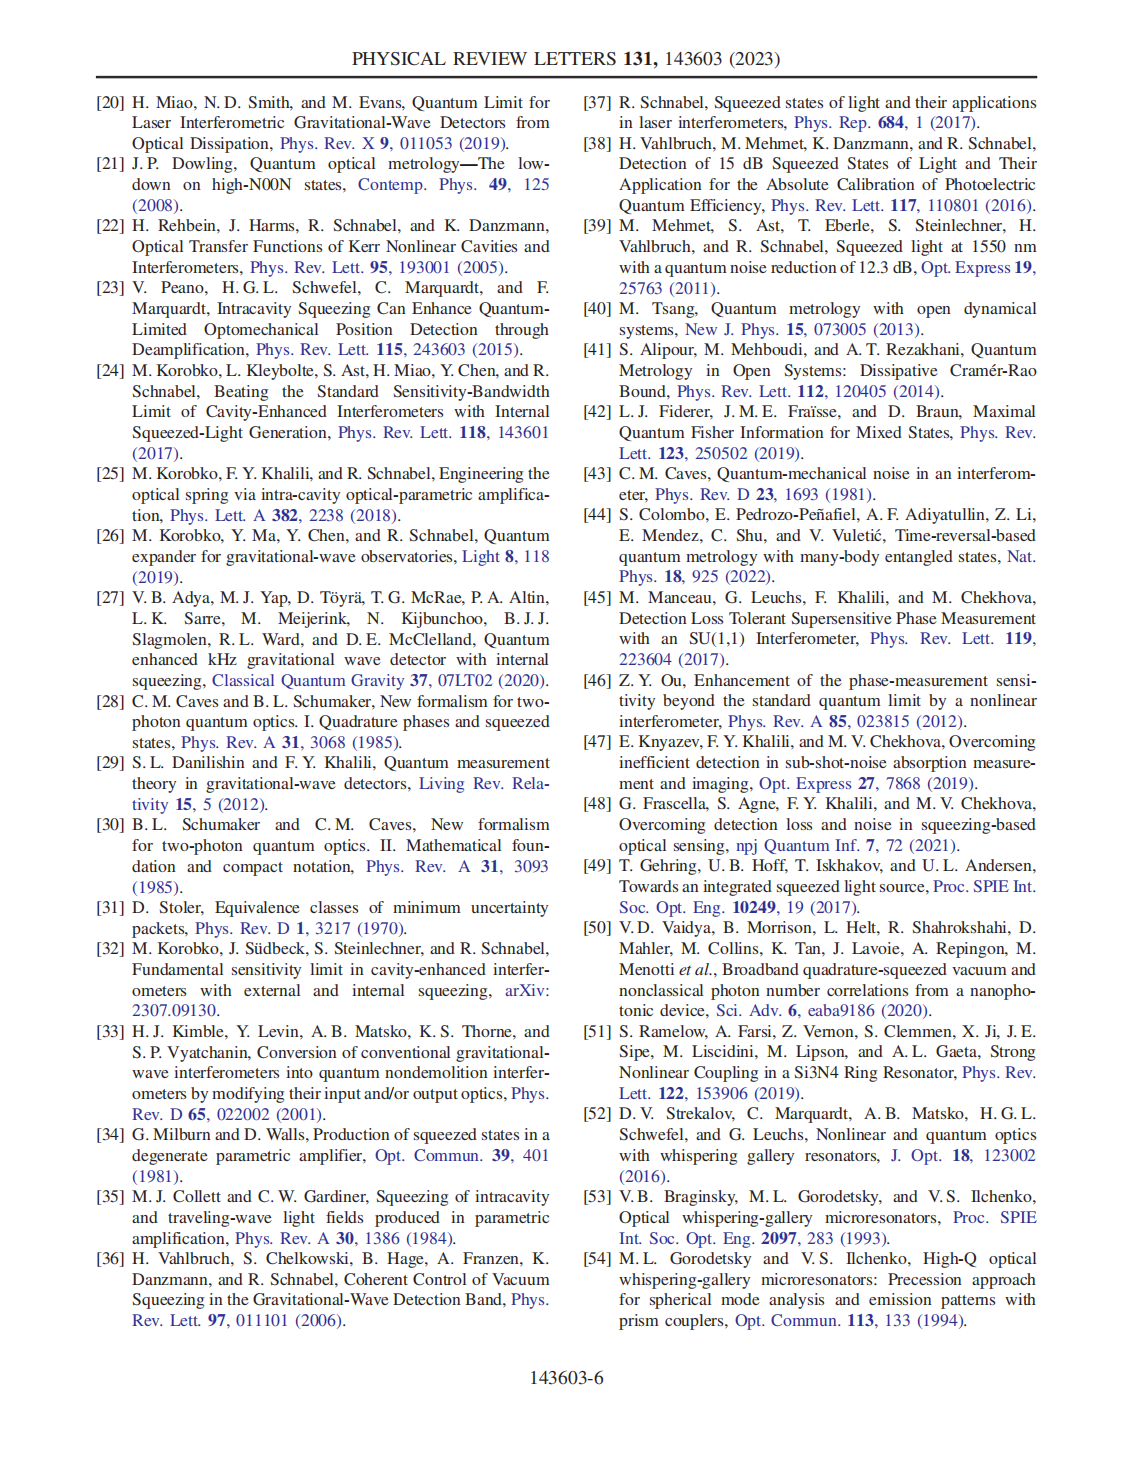 PHYSICAL REVIEW LETTERS 131, 143603 (2023)
[20] H. Miao, N. D. Smith, and M. Evans, Quantum Limit for
Laser Interferometric Gravitational-Wave Detectors from
Optical Dissipation, Phys. Rev. X 9, 011053 (2019).
[21] J. P. Dowling, Quantum optical metrology—The low-
down on high-N00N states, Contemp. Phys. 49, 125
(2008).
[22] H. Rehbein, J. Harms, R. Schnabel, and K. Danzmann,
Optical Transfer Functions of Kerr Nonlinear Cavities and
Interferometers, Phys. Rev. Lett. 95, 193001 (2005).
[23] V. Peano, H. G. L. Schwefel, C. Marquardt, and F.
Marquardt, Intracavity Squeezing Can Enhance Quantum-
Limited Optomechanical Position Detection through
Deamplification, Phys. Rev. Lett. 115, 243603 (2015).
[24] M. Korobko, L. Kleybolte, S. Ast, H. Miao, Y. Chen, and R.
Schnabel, Beating the Standard Sensitivity-Bandwidth
Limit of Cavity-Enhanced Interferometers with Internal
Squeezed-Light Generation, Phys. Rev. Lett. 118, 143601
(2017).
[25] M. Korobko, F. Y. Khalili, and R. Schnabel, Engineering the
optical spring via intra-cavity optical-parametric amplifica-
tion, Phys. Lett. A 382, 2238 (2018).
[26] M. Korobko, Y. Ma, Y. Chen, and R. Schnabel, Quantum
expander for gravitational-wave observatories, Light 8, 118
(2019).
[27] V. B. Adya, M. J. Yap, D. Töyrä, T. G. McRae, P. A. Altin,
L. K. Sarre, M. Meijerink, N. Kijbunchoo, B. J. J.
Slagmolen, R. L. Ward, and D. E. McClelland, Quantum
enhanced kHz gravitational wave detector with internal
squeezing, Classical Quantum Gravity 37, 07LT02 (2020).
[28] C. M. Caves and B. L. Schumaker, New formalism for two-
photon quantum optics. I. Quadrature phases and squeezed
states, Phys. Rev. A 31, 3068 (1985).
[29] S. L. Danilishin and F. Y. Khalili, Quantum measurement
theory in gravitational-wave detectors, Living Rev. Rela-
tivity 15, 5 (2012).
[30] B. L. Schumaker and C. M. Caves, New formalism
for two-photon quantum optics. II. Mathematical foun-
dation and compact notation, Phys. Rev. A 31, 3093
(1985).
[31] D. Stoler, Equivalence classes of minimum uncertainty
packets, Phys. Rev. D 1, 3217 (1970).
[32] M. Korobko, J. Südbeck, S. Steinlechner, and R. Schnabel,
Fundamental sensitivity limit in cavity-enhanced interfer-
ometers with external and internal squeezing, arXiv:
2307.09130.
[33] H. J. Kimble, Y. Levin, A. B. Matsko, K. S. Thorne, and
S. P. Vyatchanin, Conversion of conventional gravitational-
wave interferometers into quantum nondemolition interfer-
ometers by modifying their input and/or output optics, Phys.
Rev. D 65, 022002 (2001).
[34] G. Milburn and D. Walls, Production of squeezed states in a
degenerate parametric amplifier, Opt. Commun. 39, 401
(1981).
[35] M. J. Collett and C. W. Gardiner, Squeezing of intracavity
and traveling-wave light fields produced in parametric
amplification, Phys. Rev. A 30, 1386 (1984).
[36] H. Vahlbruch, S. Chelkowski, B. Hage, A. Franzen, K.
Danzmann, and R. Schnabel, Coherent Control of Vacuum
Squeezing in the Gravitational-Wave Detection Band, Phys.
Rev. Lett. 97, 011101 (2006).
[37] R. Schnabel, Squeezed states of light and their applications
in laser interferometers, Phys. Rep. 684, 1 (2017).
[38] H. Vahlbruch, M. Mehmet, K. Danzmann, and R. Schnabel,
Detection of 15 dB Squeezed States of Light and Their
Application for the Absolute Calibration of Photoelectric
Quantum Efficiency, Phys. Rev. Lett. 117, 110801 (2016).
[39] M. Mehmet, S. Ast, T. Eberle, S. Steinlechner, H.
Vahlbruch, and R. Schnabel, Squeezed light at 1550 nm
with a quantum noise reduction of 12.3 dB, Opt. Express 19,
25763 (2011).
[40] M. Tsang, Quantum metrology with open dynamical
systems, New J. Phys. 15, 073005 (2013).
[41] S. Alipour, M. Mehboudi, and A. T. Rezakhani, Quantum
Metrology in Open Systems: Dissipative Cramér-Rao
Bound, Phys. Rev. Lett. 112, 120405 (2014).
[42] L. J. Fiderer, J. M. E. Fraïsse, and D. Braun, Maximal
Quantum Fisher Information for Mixed States, Phys. Rev.
Lett. 123, 250502 (2019).
[43] C. M. Caves, Quantum-mechanical noise in an interferom-
eter, Phys. Rev. D 23, 1693 (1981).
[44] S. Colombo, E. Pedrozo-Peñafiel, A. F. Adiyatullin, Z. Li,
E. Mendez, C. Shu, and V. Vuletić, Time-reversal-based
quantum metrology with many-body entangled states, Nat.
Phys. 18, 925 (2022).
[45] M. Manceau, G. Leuchs, F. Khalili, and M. Chekhova,
Detection Loss Tolerant Supersensitive Phase Measurement
with an SU(1,1) Interferometer, Phys. Rev. Lett. 119,
223604 (2017).
[46] Z. Y. Ou, Enhancement of the phase-measurement sensi-
tivity beyond the standard quantum limit by a nonlinear
interferometer, Phys. Rev. A 85, 023815 (2012).
[47] E. Knyazev, F. Y. Khalili, and M. V. Chekhova, Overcoming
inefficient detection in sub-shot-noise absorption measure-
ment and imaging, Opt. Express 27, 7868 (2019).
[48] G. Frascella, S. Agne, F. Y. Khalili, and M. V. Chekhova,
Overcoming detection loss and noise in squeezing-based
optical sensing, npj Quantum Inf. 7, 72 (2021).
[49] T. Gehring, U. B. Hoff, T. Iskhakov, and U. L. Andersen,
Towards an integrated squeezed light source, Proc. SPIE Int.
Soc. Opt. Eng. 10249, 19 (2017).
[50] V. D. Vaidya, B. Morrison, L. Helt, R. Shahrokshahi, D.
Mahler, M. Collins, K. Tan, J. Lavoie, A. Repingon, M.
Menotti et al., Broadband quadrature-squeezed vacuum and
nonclassical photon number correlations from a nanopho-
tonic device, Sci. Adv. 6, eaba9186 (2020).
[51] S. Ramelow, A. Farsi, Z. Vernon, S. Clemmen, X. Ji, J. E.
Sipe, M. Liscidini, M. Lipson, and A. L. Gaeta, Strong
Nonlinear Coupling in a Si3N4 Ring Resonator, Phys. Rev.
Lett. 122, 153906 (2019).
[52] D. V. Strekalov, C. Marquardt, A. B. Matsko, H. G. L.
Schwefel, and G. Leuchs, Nonlinear and quantum optics
with whispering gallery resonators, J. Opt. 18, 123002
(2016).
[53] V. B. Braginsky, M. L. Gorodetsky, and V. S. Ilchenko,
Optical whispering-gallery microresonators, Proc. SPIE
Int. Soc. Opt. Eng. 2097, 283 (1993).
[54] M. L. Gorodetsky and V. S. Ilchenko, High-Q optical
whispering-gallery microresonators: Precession approach
for spherical mode analysis and emission patterns with
prism couplers, Opt. Commun. 113, 133 (1994).
143603-6